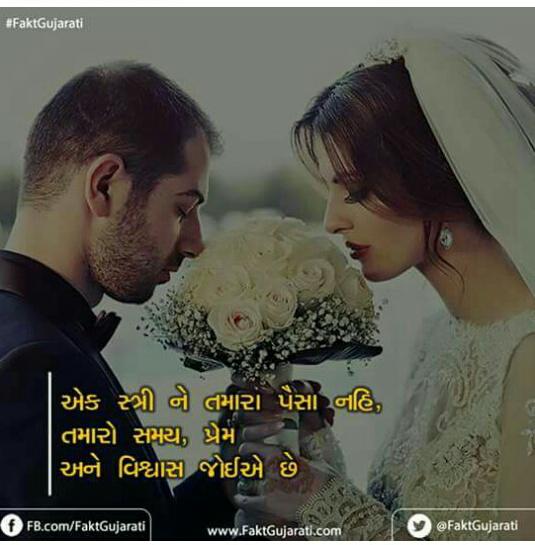 #FaktGujarati
એક સ્ત્રી ને તમારા પૈસા નહિ,
તમારો સમય, પ્રેમ
અને વિશ્વાસ જોઈએ છે
f FB.com/FaktGujarati
www.FaktGujarati.com
@FaktGujarati